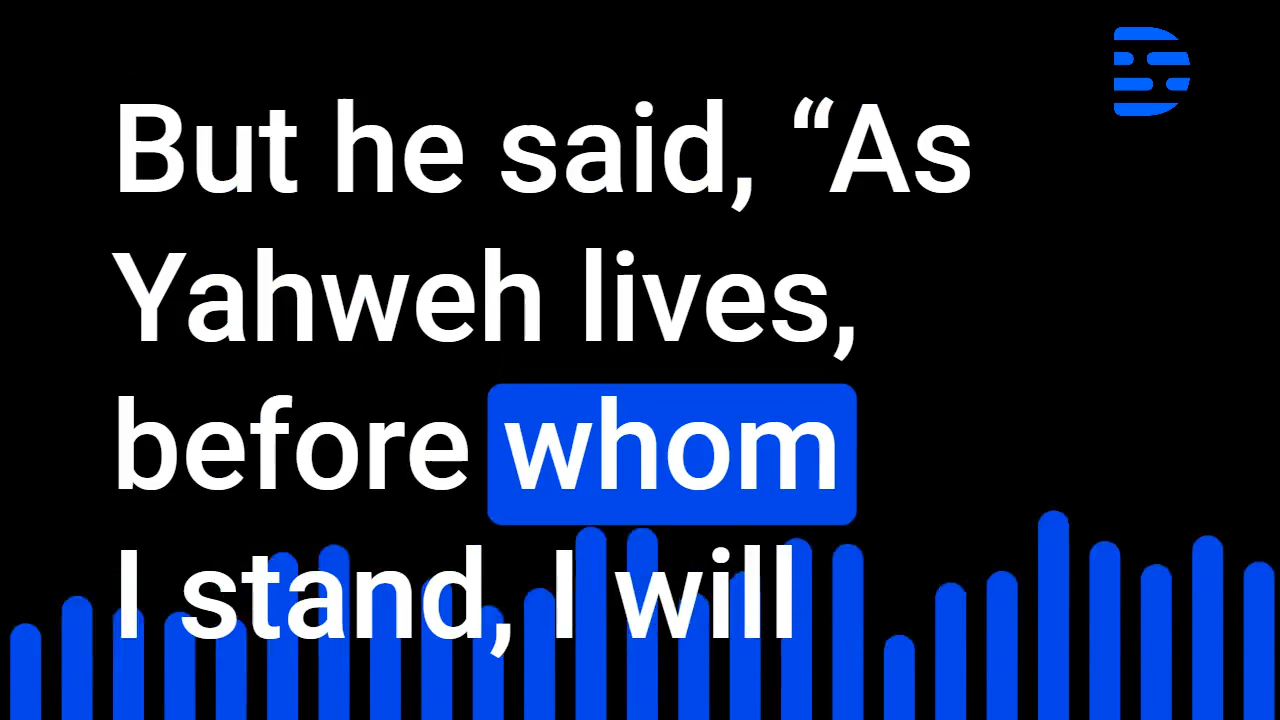 But he said, “As
Yahweh lives,
before whom
I stand, I will